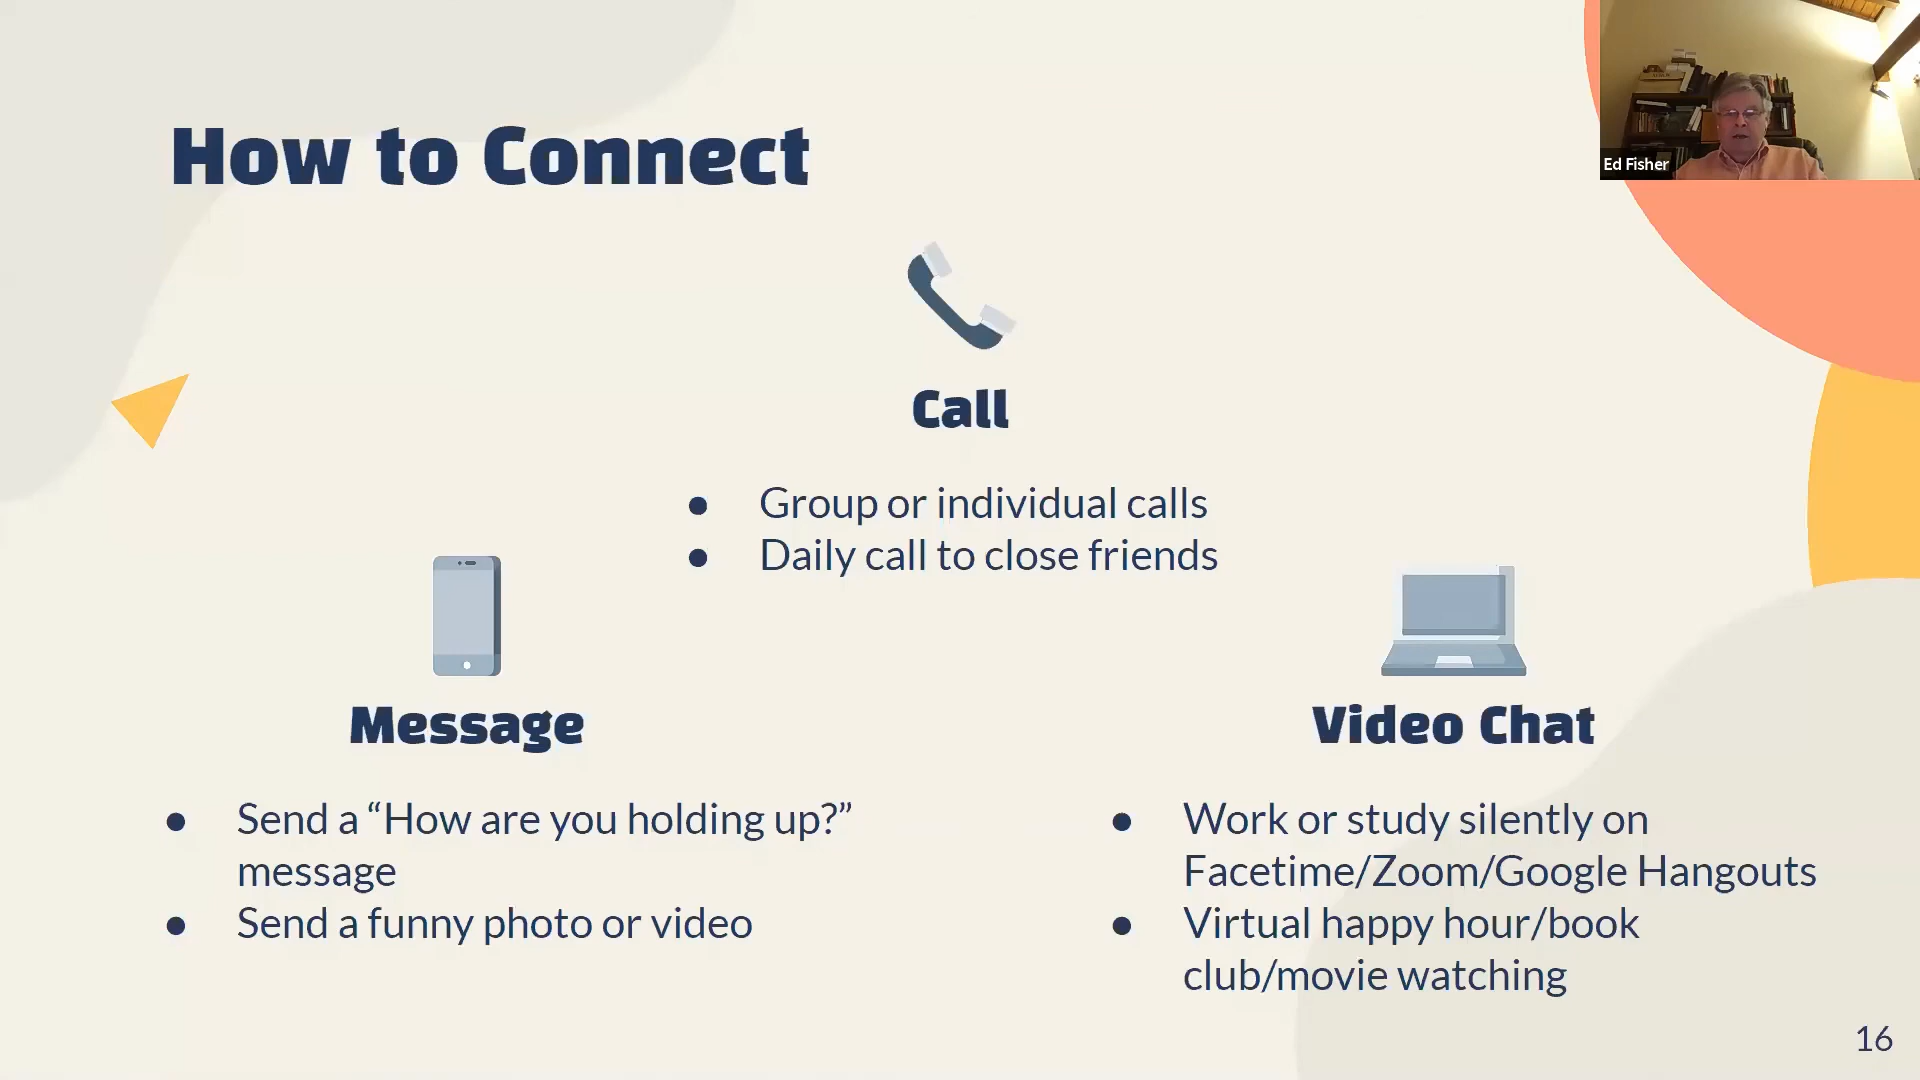 How to Connect
Ed Fisher
Call
● Group or individual calls
● Daily call to close friends
Message
● Send a “How are you holding up?”
message
● Send a funny photo or video
Video Chat
● Work or study silently on
Facetime/Zoom/Google Hangouts
● Virtual happy hour/book
club/movie watching
16